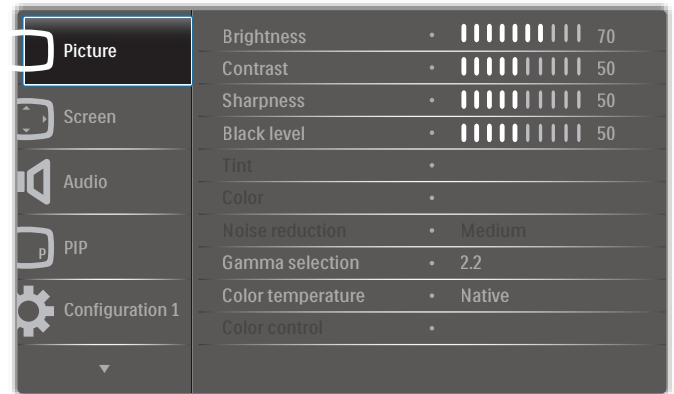 Picture
Screen
Audio
P PIP
Configuration 1
Brightness • 70
Contrast • 50
Sharpness • 50
Black level • 50
Tint •
Color •
Noise reduction • Medium
Gamma selection • 2.2
Color temperature • Native
Color control •